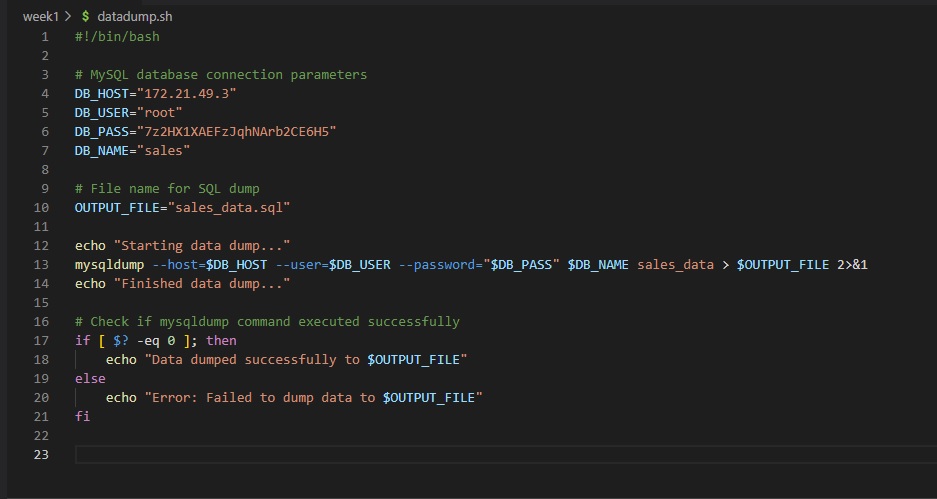 week1 > $ datadump.sh
1 #!/bin/bash
2
3 # MySQL database connection parameters
4 DB_HOST="172.21.49.3"
5 DB_USER="root"
6 DB_PASS="7z2HX1XAEFzJqhNArb2CE6H5"
7 DB_NAME="sales"
8
9 # File name for SQL dump
10 OUTPUT_FILE="sales_data.sql"
11
12 echo "Starting data dump..."
13 mysqldump --host=$DB_HOST --user=$DB_USER --password="$DB_PASS" $DB_NAME sales_data > $OUTPUT_FILE 2>&1
14 echo "Finished data dump..."
15
16 # Check if mysqldump command executed successfully
17 if [ $? -eq 0 ]; then
18     echo "Data dumped successfully to $OUTPUT_FILE"
19 else
20     echo "Error: Failed to dump data to $OUTPUT_FILE"
21 fi
22
23